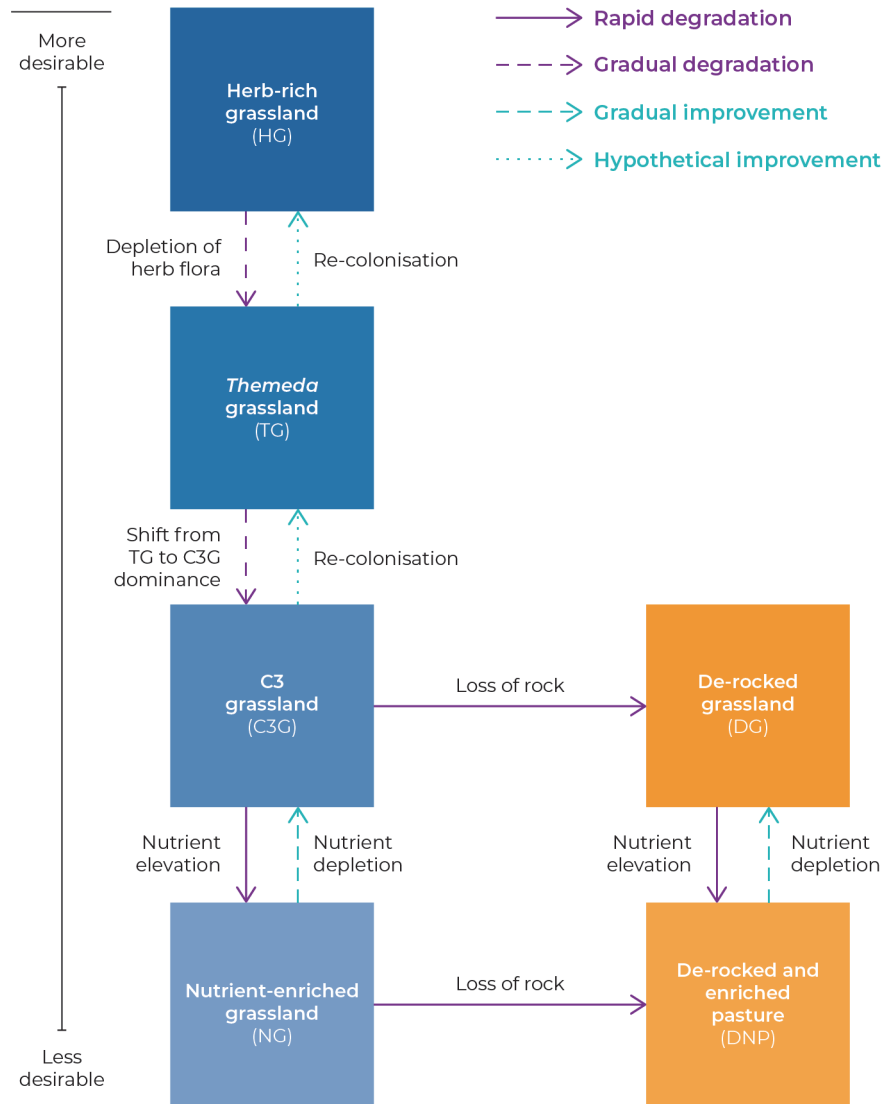 More
desirable
Rapid degradation
Gradual degradation
Gradual improvement
Hypothetical improvement
Herb-rich
grassland
(HG)
Depletion of
herb flora
Re-colonisation
Themeda
grassland
(TG)
Shift from
TG to C3G
dominance
Re-colonisation
C3
grassland
(C3G)
Loss of rock
De-rocked
grassland
(DG)
Nutrient
elevation
Nutrient
depletion
Nutrient
elevation
Nutrient
depletion
Nutrient-enriched
grassland
(NG)
Loss of rock
De-rocked and
enriched
pasture
(DNP)
Less
desirable